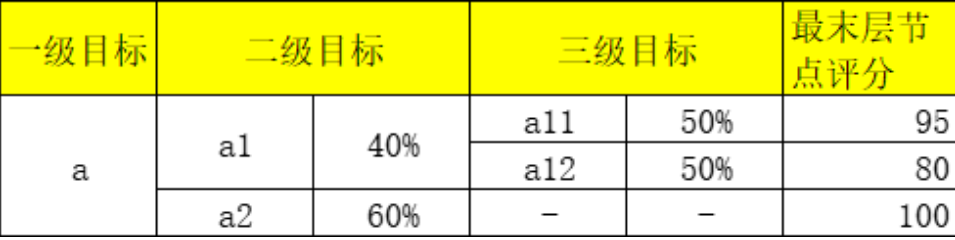 一级目标 二级目标 三级目标 最末层节
点评分
a a1 40% a11 50% 95
a12 50% 80
a2 60% - - 100